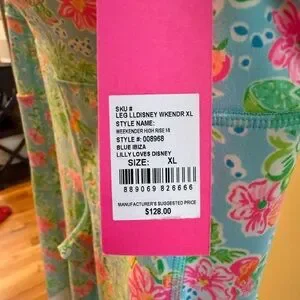 SKU #
LEG LLDISNEY WKENDR XL
STYLE NAME:
WEEKENDER HIGH RISE MI
STYLE #: 008968
BLUE IBIZA
LILLY LOVES DISNEY
SIZE: XL
889069 826666
MANUFACTURER'S SUGGESTED PRICE
$128.00